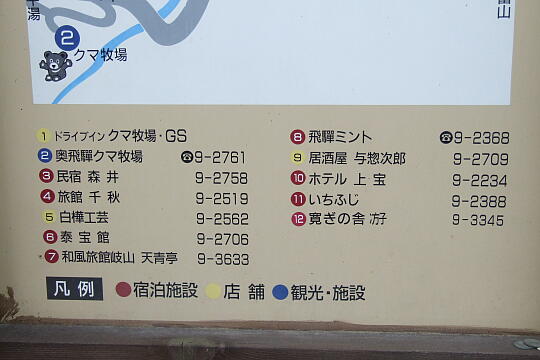 平湯
富山
2
クマ牧場
1 ドライブイン クマ牧場・GS
2 奥飛騨クマ牧場 ☎9-2761
3 民宿 森 井 9-2758
4 旅館 千 秋 9-2519
5 白樺工芸 9-2562
6 泰 宝 館 9-2706
7 和風旅館岐山 天青亭 9-3633
8 飛騨ミント ☎9-2368
9 居酒屋 与惣次郎 9-2709
10 ホテル 上 宝 9-2234
11 いちふじ 9-2388
12 寛ぎの舎 9-3345
凡 例 ●宿泊施設 ●店 舗 ●観光・施設